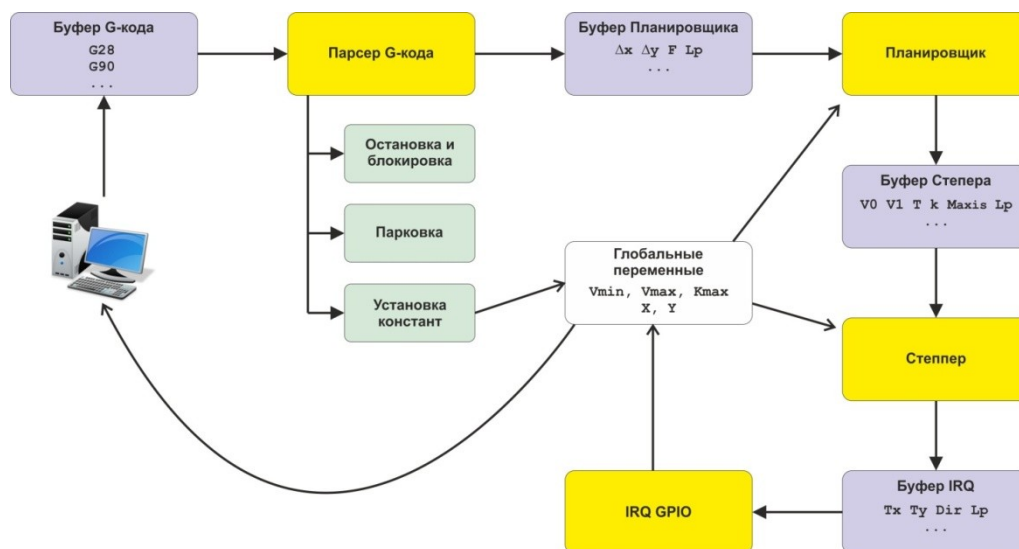 Буфер G-кода
G28
G90
...
Парсер G-кода
Буфер Планировщика
Δx Δy F Lp
...
Планировщик
Остановка и
блокировка
Буфер Степера
V0 V1 T k Maxis Lp
...
Парковка
Глобальные
переменные
Vmin, Vmax, Kmax
X, Y
Установка
констант
Степпер
IRQ GPIO
Буфер IRQ
Tx Ty Dir Lp
...